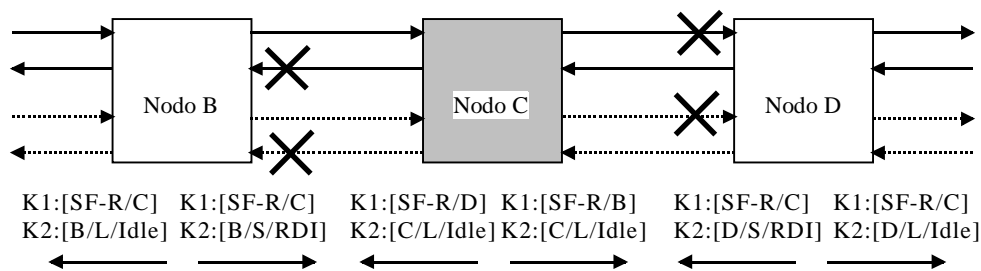 Nodo B
Nodo C
Nodo D
K1:[SF-R/C] K1:[SF-R/C] K1:[SF-R/D] K1:[SF-R/B] K1:[SF-R/C] K1:[SF-R/C]
K2:[B/L/Idle] K2:[B/S/RDI] K2:[C/L/Idle] K2:[C/L/Idle] K2:[D/S/RDI] K2:[D/L/Idle]